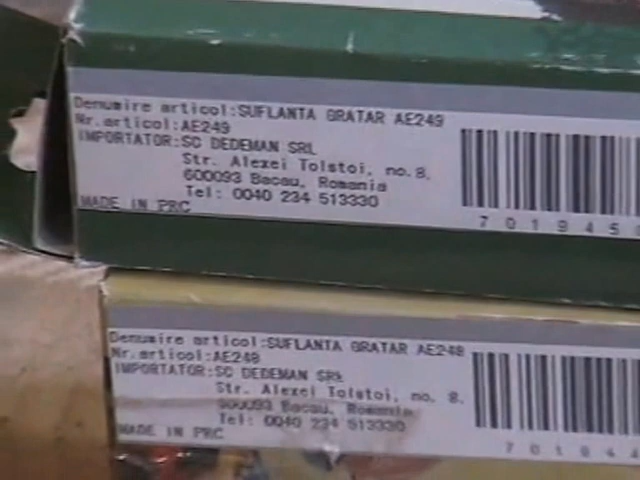 Denumire articol:SUFLANTA GRATAR AE249
Nr.articol:AE249
IMPORTATOR:SC DEDEMAN SRL
Str. Alexei Tolstoi, no.8.
600093 Bacau, Romania
Tel: 0040 234 513330
MADE IN PRC
7 0 1 9 4 5
Denumire articol:SUFLANTA GRATAR AE248
Nr.articol:AE248
IMPORTATOR:SC DEDEMAN SRL
Str. Alexei Tolstoi, no. 8.
600093 Bacau, Romania
Tel: 0040 234 513330
MADE IN PRC
7 0 1 9 4 4